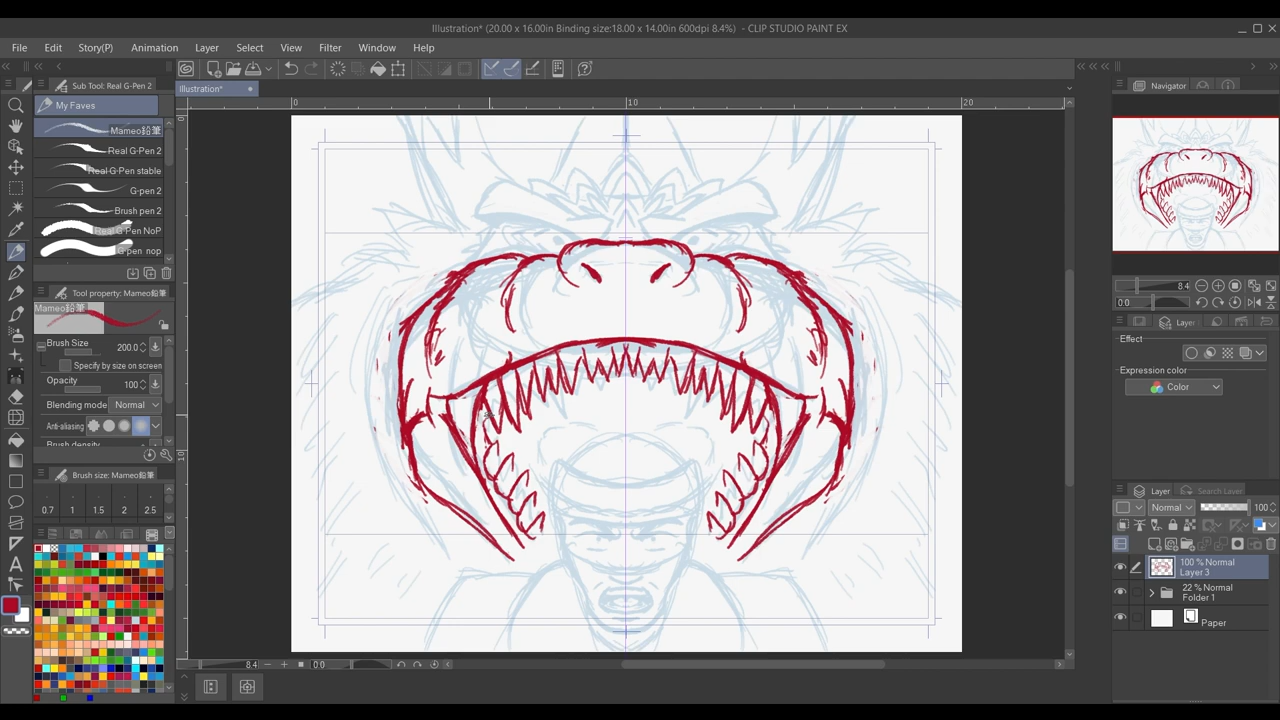 Illustration* (20.00 x 16.00in Binding size:18.00 x 14.00in 600dpi 8.4%) - CLIP STUDIO PAINT EX
File Edit Story(P) Animation Layer Select View Filter Window Help
Sub Tool: Real G-Pen 2
Illustration*
Navigator
My Faves
0 10 20
0
10
Mameo鉛筆
Real G-Pen 2
Real G-Pen stable
G-pen 2
Brush pen 2
Real G-Pen NoP
G-pen nop
Tool property: Mameo鉛筆
Mameo鉛筆
Brush Size 200.0
Specify by size on screen
Opacity 100
Blending mode Normal
Anti-aliasing
Brush density
Brush size: Mameo鉛筆
0.7 1 1.5 2 2.5
8.4
0.0
Layer
Effect
Expression color
Color
Layer Search Layer
Normal 100
100 % Normal
Layer 3
22 % Normal
Folder 1
Paper
8.4 0.0